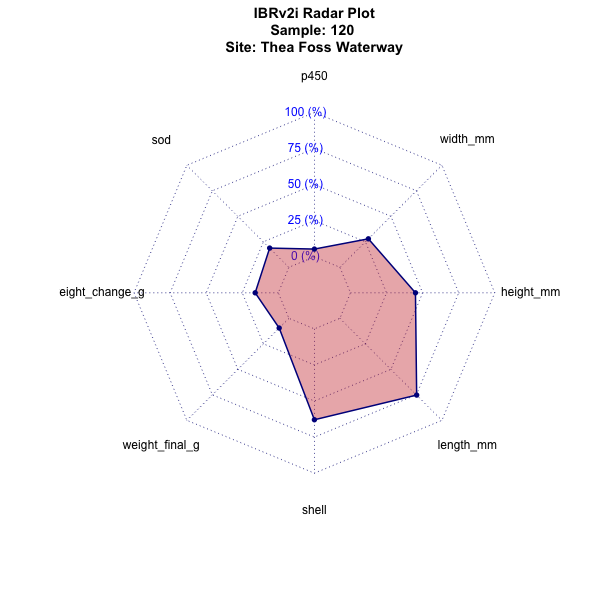 IBRv2i Radar Plot
Sample: 120
Site: Thea Foss Waterway
p450
100 (%)
sod
width_mm
75 (%)
50 (%)
25 (%)
0 (%)
eight_change_g
height_mm
weight_final_g
length_mm
shell